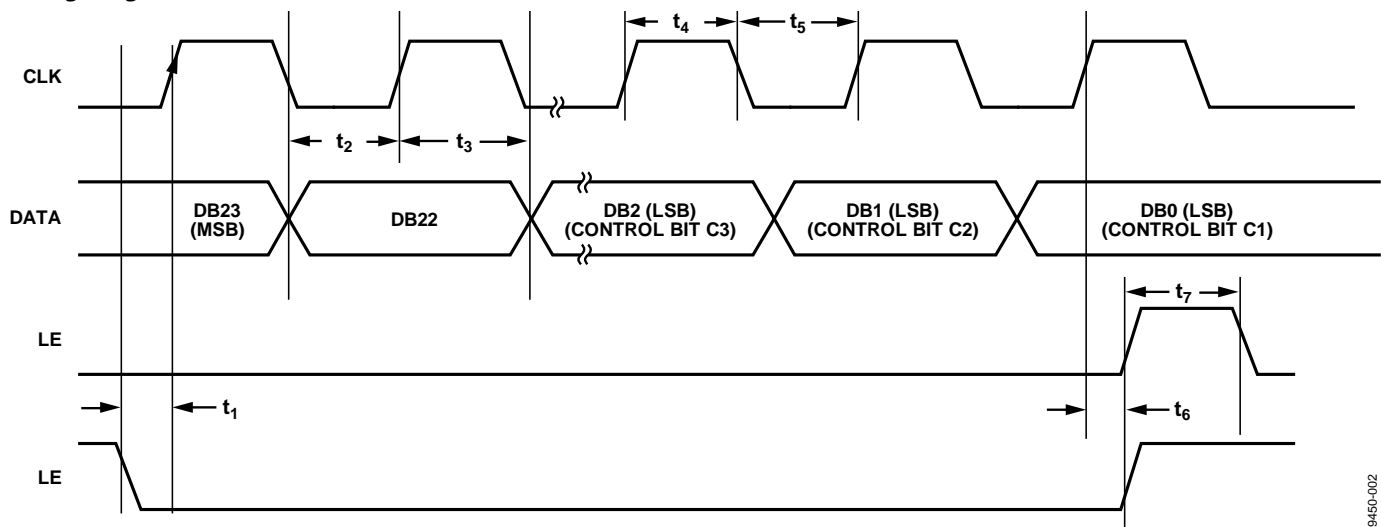 t4
t5
CLK
t2
t3
DATA
DB23
(MSB)
DB22
DB2 (LSB)
(CONTROL BIT C3)
DB1 (LSB)
(CONTROL BIT C2)
DB0 (LSB)
(CONTROL BIT C1)
t7
LE
t1
t6
LE
9450-002